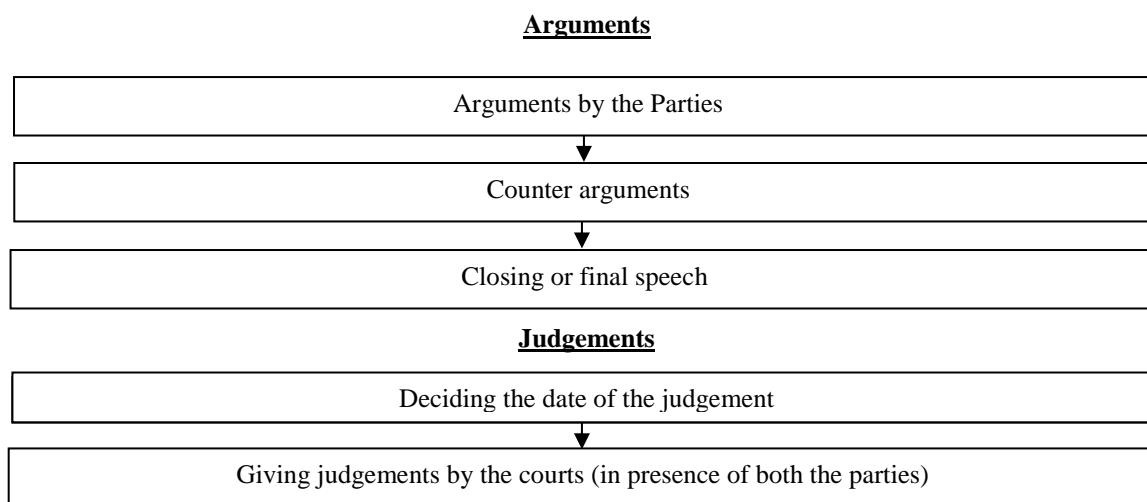 Arguments
Arguments by the Parties
Counter arguments
Closing or final speech
Judgements
Deciding the date of the judgement
Giving judgements by the courts (in presence of both the parties)